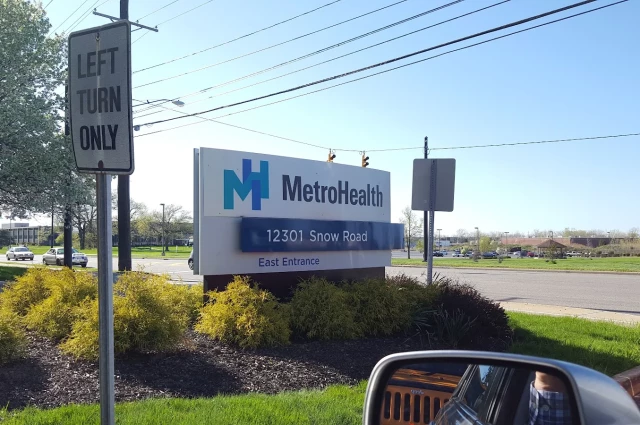 LEFT
TURN
ONLY
MH MetroHealth
12301 Snow Road
East Entrance